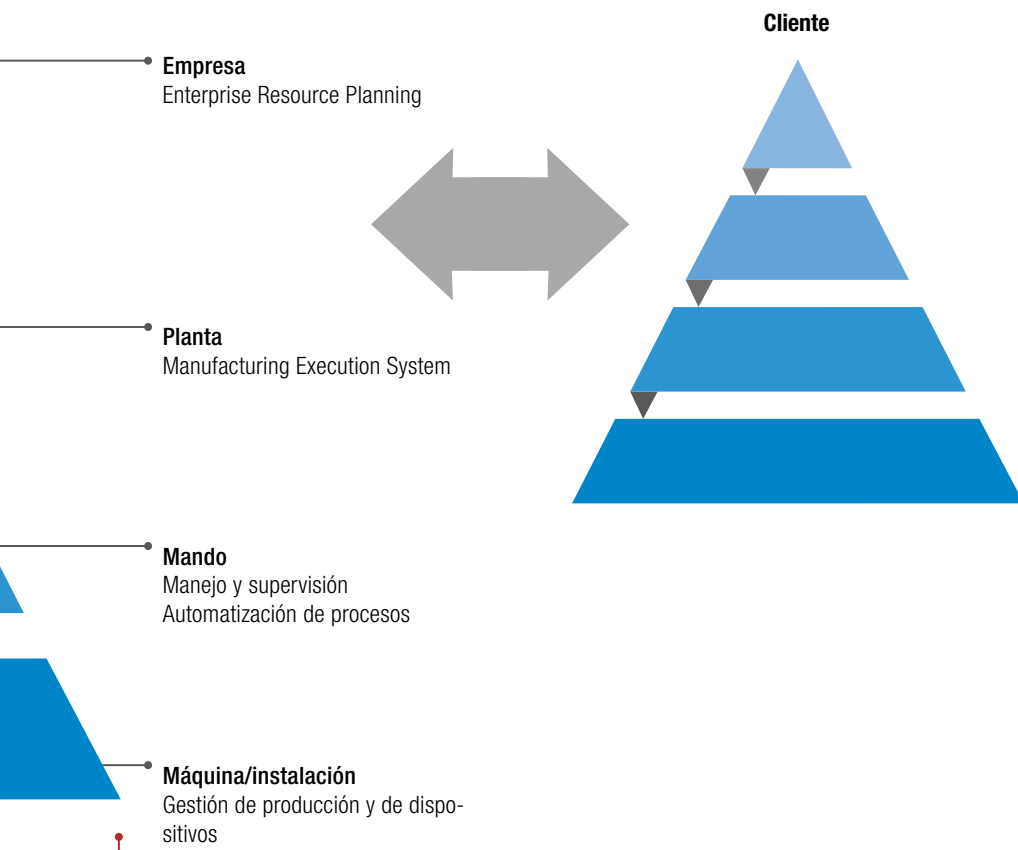 Cliente
Empresa
Enterprise Resource Planning
Planta
Manufacturing Execution System
Mando
Manejo y supervisión
Automatización de procesos
Máquina/instalación
Gestión de producción y de dispo-
sitivos